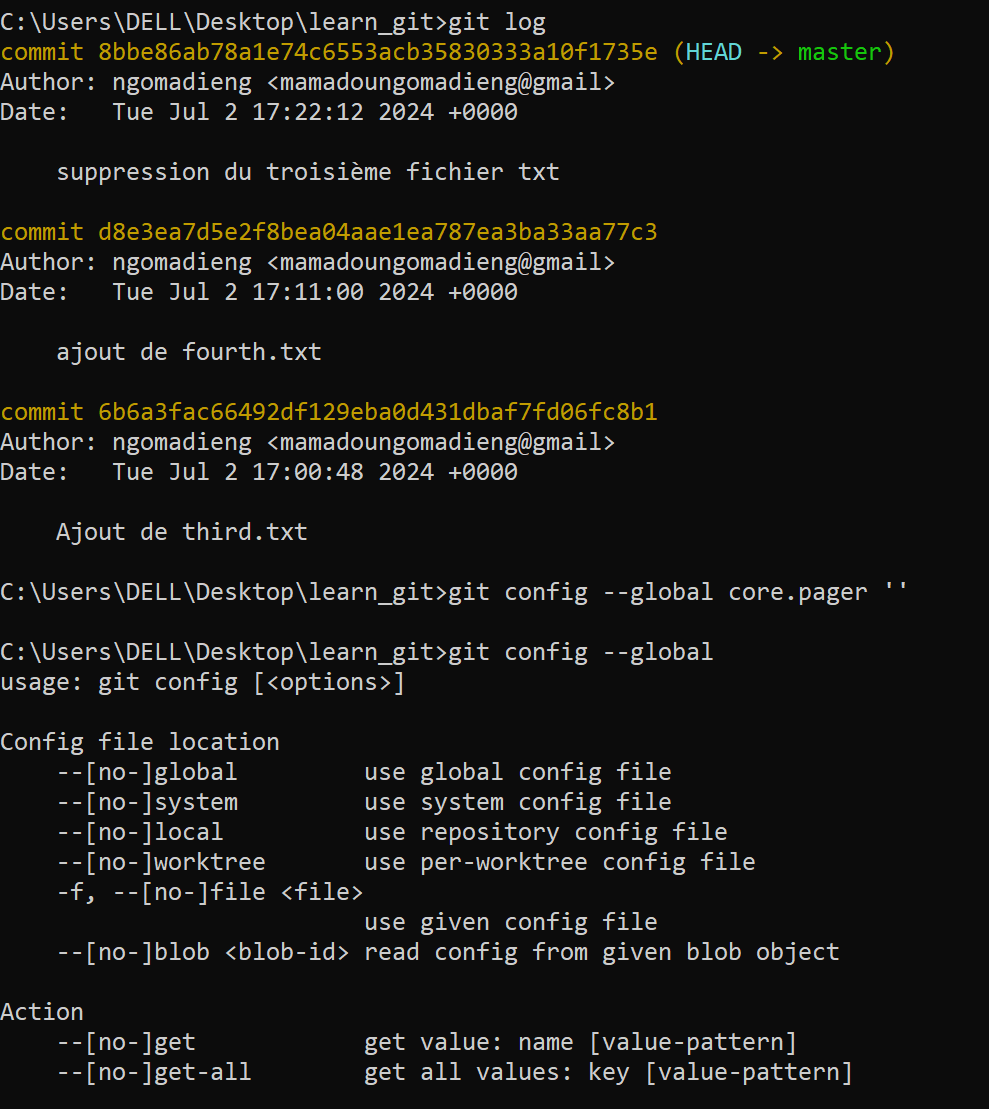 C:\Users\DELL\Desktop\learn_git>git log
commit 8bbe86ab78a1e74c6553acb35830333a10f1735e (HEAD -> master)
Author: ngomadieng <mamadoungomadieng@gmail>
Date:   Tue Jul 2 17:22:12 2024 +0000
    suppression du troisième fichier txt
commit d8e3ea7d5e2f8bea04aae1ea787ea3ba33aa77c3
Author: ngomadieng <mamadoungomadieng@gmail>
Date:   Tue Jul 2 17:11:00 2024 +0000
    ajout de fourth.txt
commit 6b6a3fac66492df129eba0d431dbaf7fd06fc8b1
Author: ngomadieng <mamadoungomadieng@gmail>
Date:   Tue Jul 2 17:00:48 2024 +0000
    Ajout de third.txt
C:\Users\DELL\Desktop\learn_git>git config --global core.pager ''
C:\Users\DELL\Desktop\learn_git>git config --global
usage: git config [<options>]
Config file location
    --[no-]global         use global config file
    --[no-]system         use system config file
    --[no-]local          use repository config file
    --[no-]worktree       use per-worktree config file
    -f, --[no-]file <file>
                          use given config file
    --[no-]blob <blob-id> read config from given blob object
Action
    --[no-]get            get value: name [value-pattern]
    --[no-]get-all        get all values: key [value-pattern]